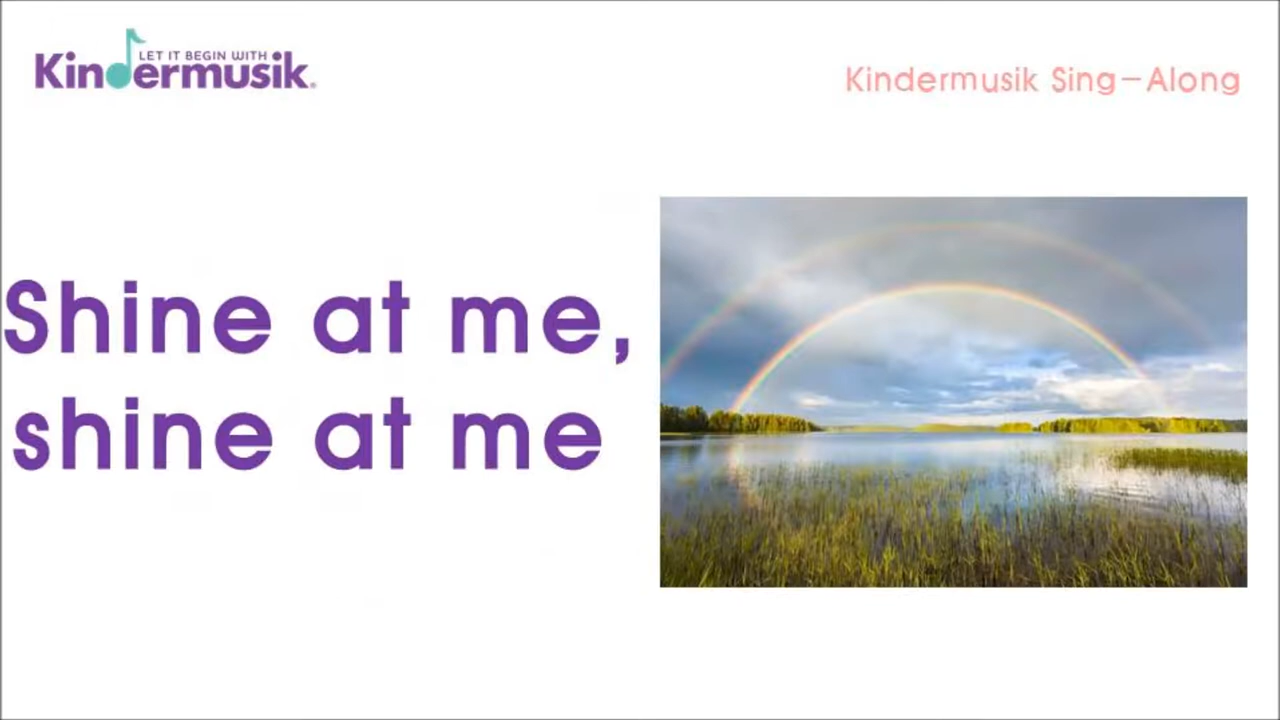 LET IT BEGIN WITH
Kindermusik®
Kindermusik Sing-Along
Shine at me,
shine at me